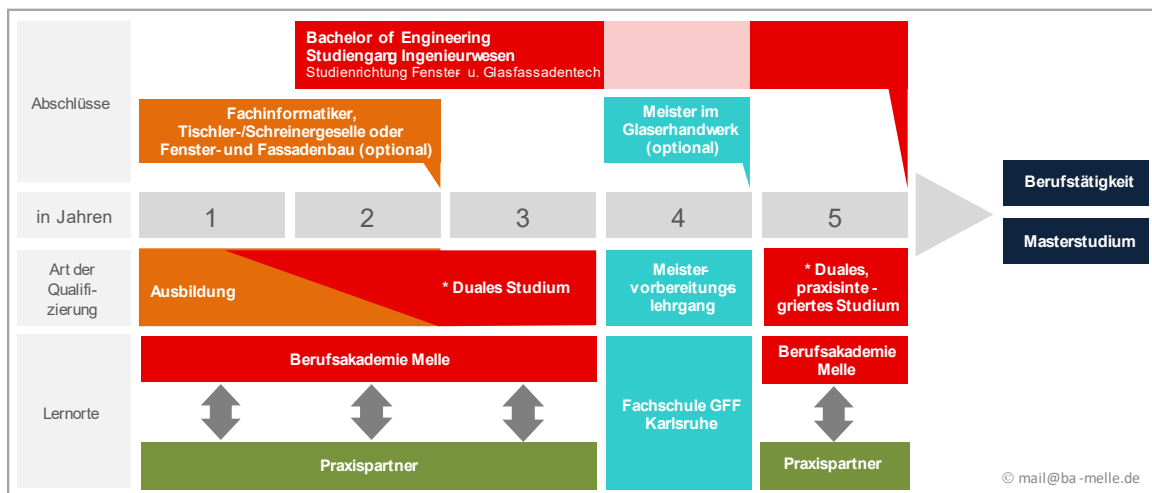 Abschlüsse
Bachelor of Engineering
Studiengang Ingenieurwesen
Studienrichtung Fenster- u. Glasfassadentech
Fachinformatiker,
Tischler-/Schreinergeselle oder
Fenster- und Fassadenbau (optional)
Meister im
Glaserhandwerk
(optional)
in Jahren
1
2
3
4
5
Berufstätigkeit
Masterstudium
Art der
Qualifi-
zierung
Ausbildung
* Duales Studium
Meister-
vorbereitungs-
lehrgang
* Duales,
praxisinte -
griertes Studium
Lernorte
Berufsakademie Melle
Praxispartner
Fachschule GFF
Karlsruhe
Berufsakademie
Melle
Praxispartner
© mail@ba-melle.de